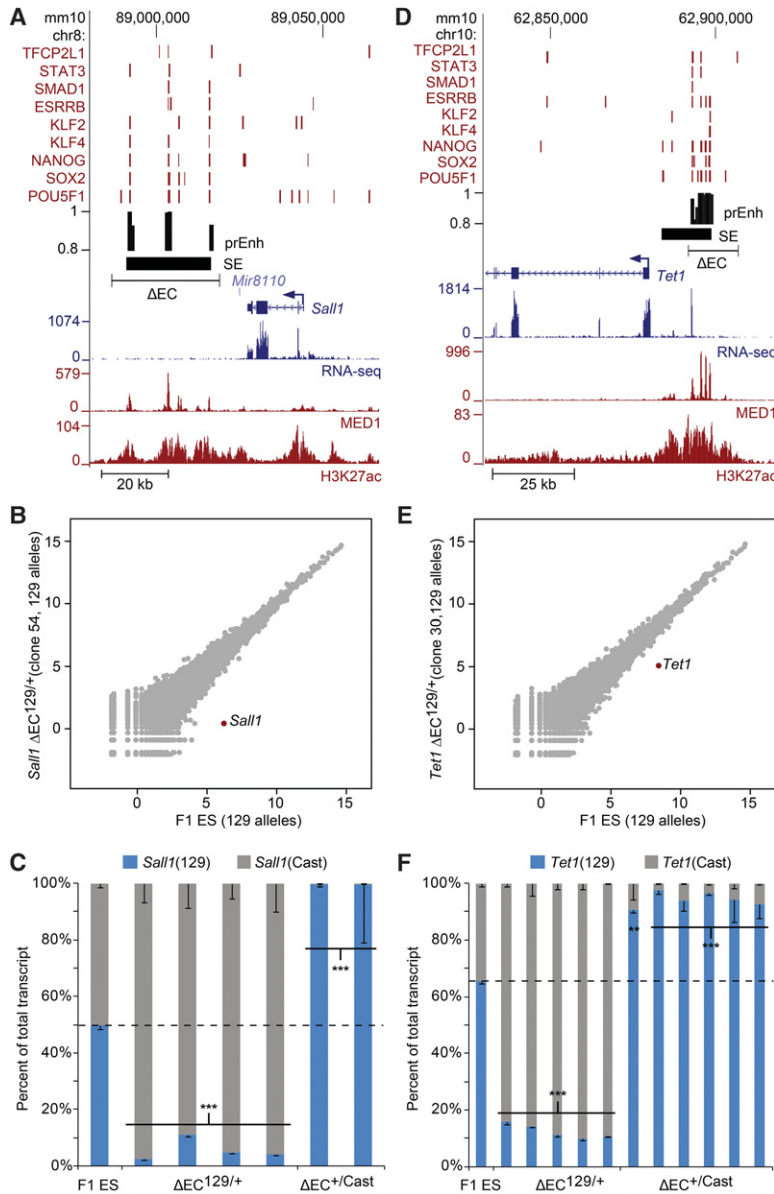 A
mm10
chr8:
89,000,000
89,050,000
TFCP2L1
STAT3
SMAD1
ESRRB
KLF2
KLF4
NANOG
SOX2
POU5F1
1
0.8
prEnh
SE
ΔEC
Mir8110
Sall1
1074
0
RNA-seq
579
0
MED1
104
0
H3K27ac
20 kb
D
mm10
chr10:
62,850,000
62,900,000
TFCP2L1
STAT3
SMAD1
ESRRB
KLF2
KLF4
NANOG
SOX2
POU5F1
1
0.8
prEnh
SE
ΔEC
Tet1
1814
0
RNA-seq
996
0
MED1
83
0
H3K27ac
25 kb
B
Sall1 ΔEC129/+(clone 54, 129 alleles)
15
10
5
0
Sall1
0 5 10 15
F1 ES (129 alleles)
E
Tet1 ΔEC129/+(clone 30,129 alleles)
15
10
5
0
Tet1
0 5 10 15
F1 ES (129 alleles)
C
Sall1(129) Sall1(Cast)
Percent of total transcript
100%
80%
60%
40%
20%
0%
***
***
F1 ES ΔEC129/+ ΔEC+/Cast
F
Tet1(129) Tet1(Cast)
Percent of total transcript
100%
80%
60%
40%
20%
0%
**
***
***
F1 ES ΔEC129/+ ΔEC+/Cast